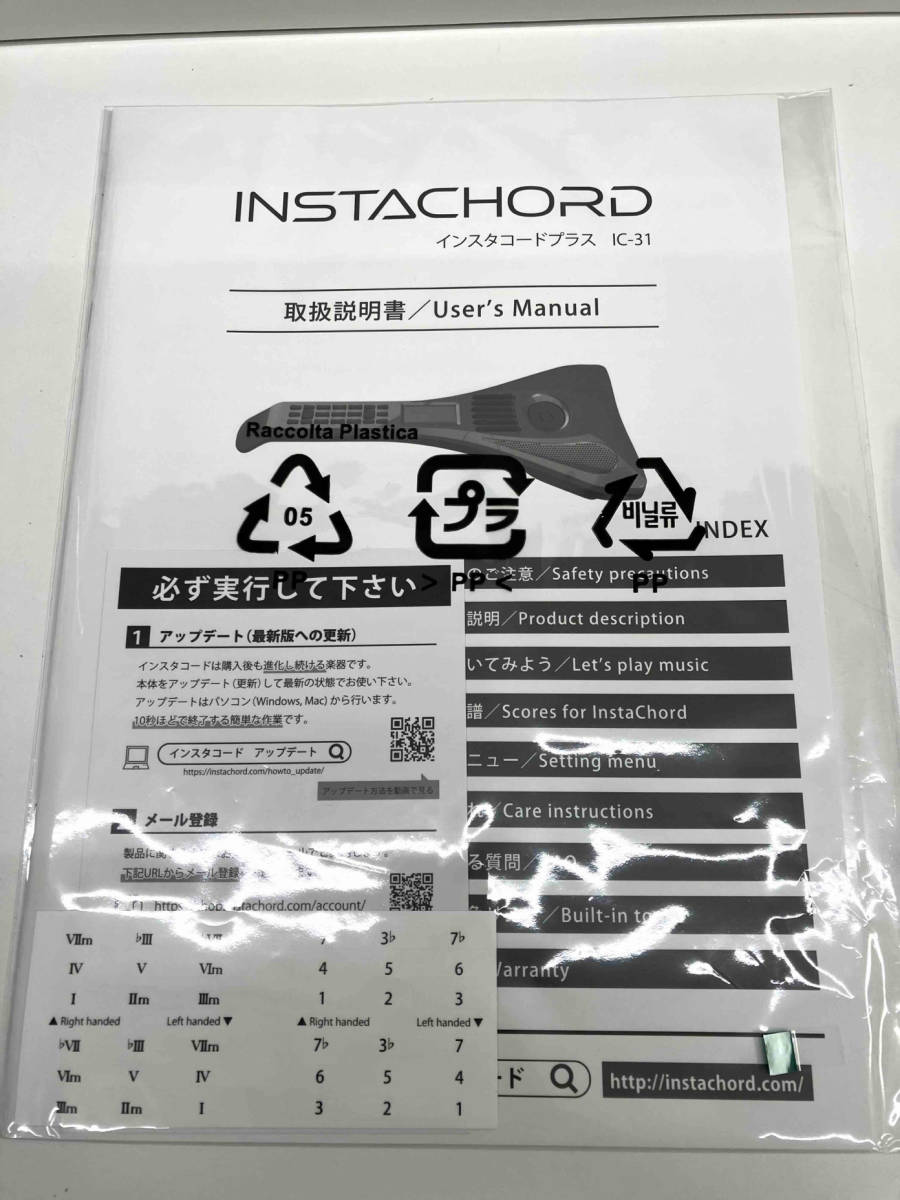 INSTACHORD
インスタコードプラス IC-31
取扱説明書／User's Manual
Raccolta Plastica
05
プラ
비닐류
PP
> PP <
PP
INDEX
のご注意／Safety precautions
説明／Product description
いてみよう／Let's play music
譜／Scores for InstaChord
ニュー／Setting menu
／Care instructions
る質問／
／Built-in
Warranty
必ず実行して下さい
1 アップデート（最新版への更新）
インスタコードは購入後も進化し続ける楽器です。
本体をアップデート（更新）して最新の状態でお使い下さい。
アップデートはパソコン（Windows, Mac）から行います。
10秒ほどで終了する簡単な作業です。
インスタコード アップデート
https://instachord.com/howto_update/
アップデート方法を動画で見る
2 メール登録
製品に関
下記URLからメール登録
tachord.com/account/
Ⅶm ♭Ⅲ ♭Ⅶ 7 3♭ 7♭
Ⅳ Ⅴ Ⅵm 4 5 6
Ⅰ Ⅱm Ⅲm 1 2 3
▲ Right handed Left handed ▼ ▲ Right handed Left handed ▼
♭Ⅶ ♭Ⅲ Ⅶm 7♭ 3♭ 7
Ⅵm Ⅴ Ⅳ 6 5 4
Ⅲm Ⅱm Ⅰ 3 2 1
ード
http://instachord.com/